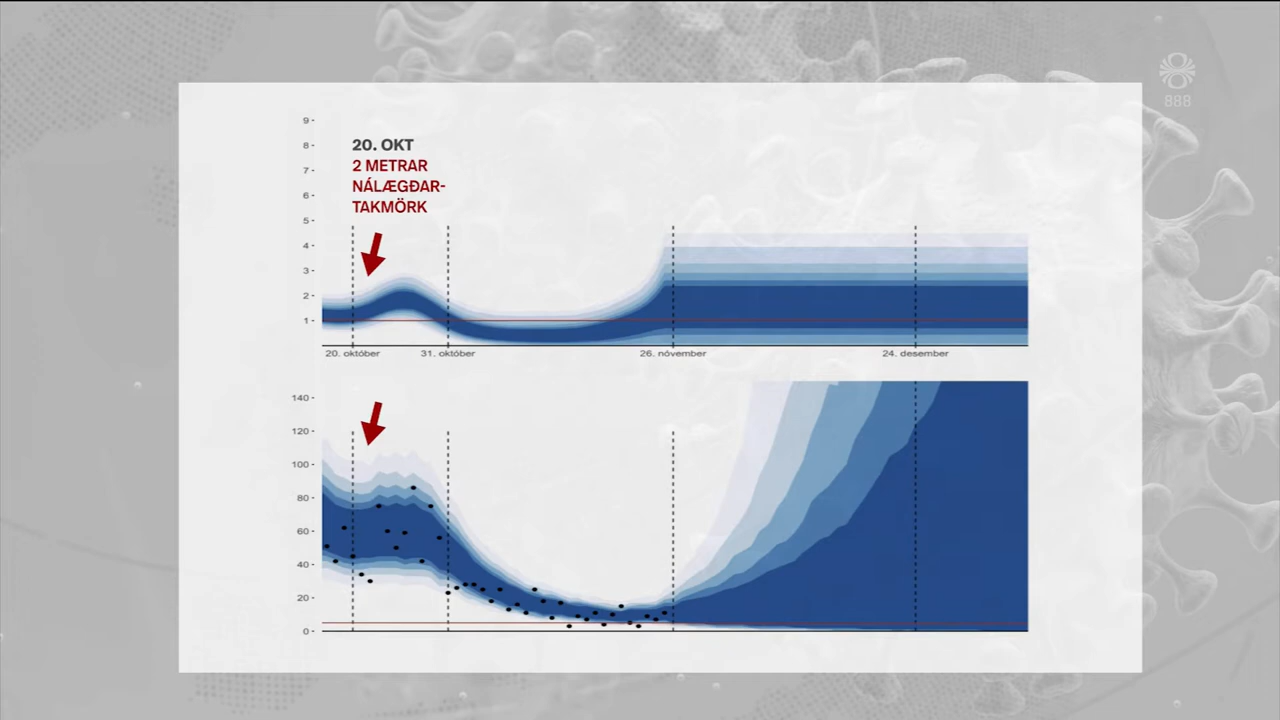 888
9
8
7
6
5
4
3
2
1
20. OKT
2 METRAR
NÁLÆGÐAR-
TAKMÖRK
20. október
31. október
26. nóvember
24. desember
140
120
100
80
60
40
20
0